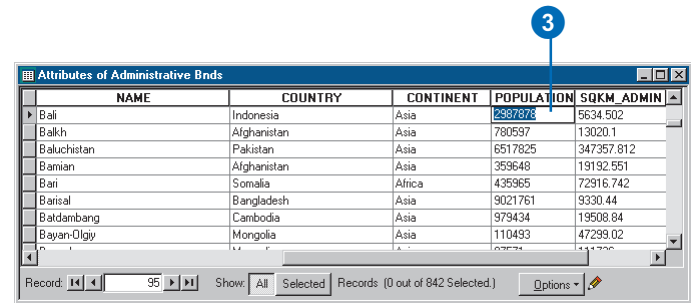 3
Attributes of Administrative Bnds
NAME COUNTRY CONTINENT POPULATION SQKM_ADMIN
Bali Indonesia Asia 2987878 5634.502
Balkh Afghanistan Asia 780597 13020.1
Baluchistan Pakistan Asia 6517825 347357.812
Bamian Afghanistan Asia 359648 19192.551
Bari Somalia Africa 435965 72916.742
Barisal Bangladesh Asia 9021761 9330.44
Batdambang Cambodia Asia 979434 19508.84
Bayan-Olgiy Mongolia Asia 110493 47299.02
Record: 95 Show: All Selected Records (0 out of 842 Selected.) Options